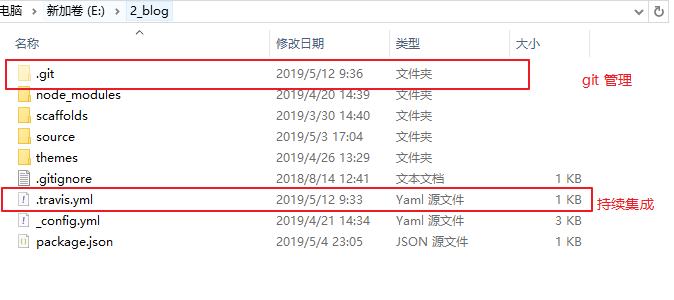 电脑 > 新加卷 (E:) > 2_blog
名称 修改日期 类型 大小
.git 2019/5/12 9:36 文件夹 git 管理
node_modules 2019/4/20 14:39 文件夹
scaffolds 2019/3/30 14:40 文件夹
source 2019/5/3 17:04 文件夹
themes 2019/4/26 13:29 文件夹
.gitignore 2018/8/14 12:41 文本文档 1 KB
.travis.yml 2019/5/12 9:33 Yaml 源文件 1 KB 持续集成
_config.yml 2019/4/21 14:34 Yaml 源文件 3 KB
package.json 2019/5/4 23:05 JSON 源文件 1 KB